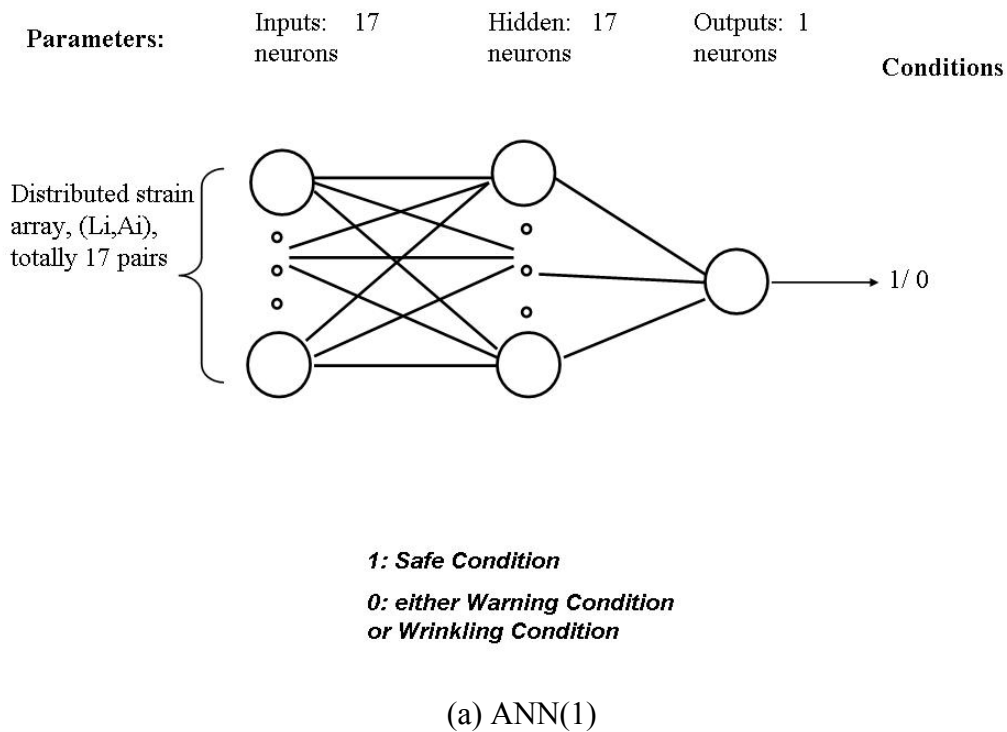 Parameters:
Inputs: 17
neurons
Hidden: 17
neurons
Outputs: 1
neurons
Conditions
Distributed strain
array, (Li,Ai),
totally 17 pairs
1/ 0
1: Safe Condition
0: either Warning Condition
or Wrinkling Condition
(a) ANN(1)